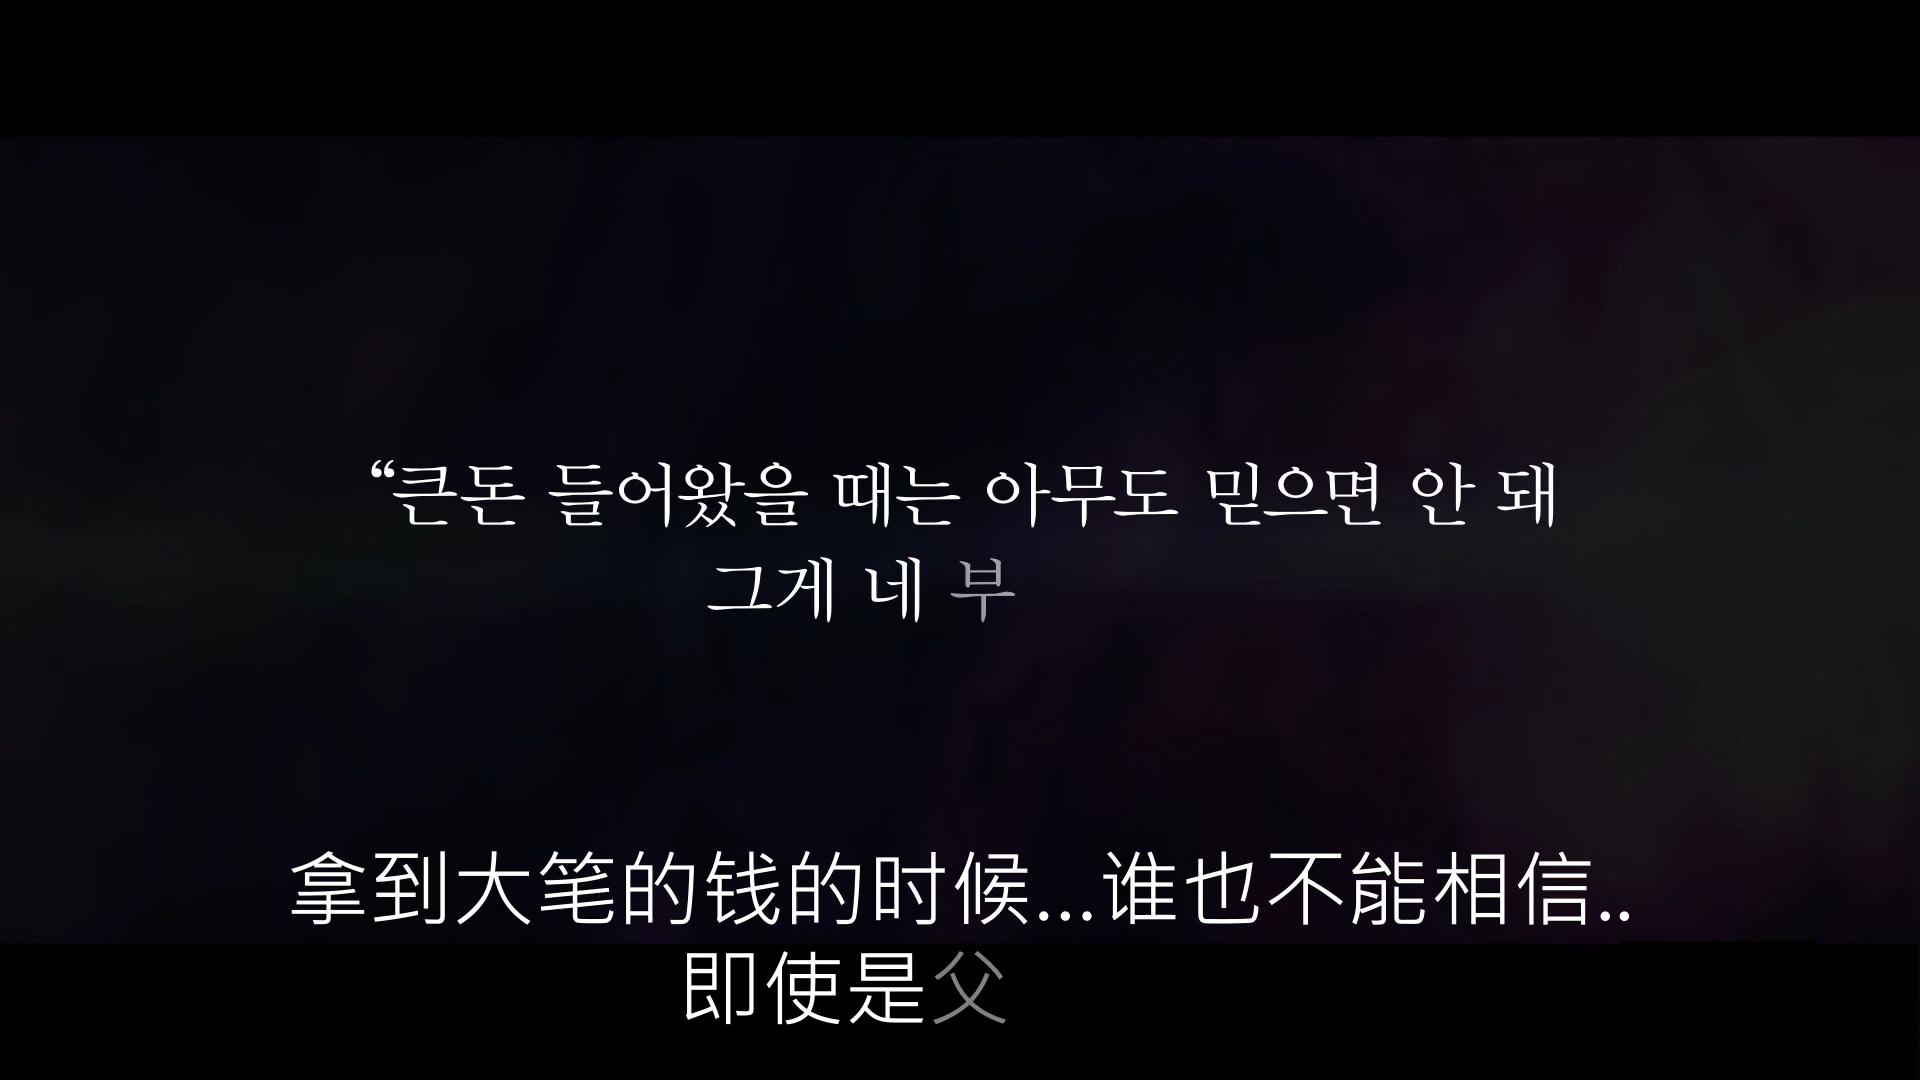 “큰돈 들어왔을 때는 아무도 믿으면 안 돼
그게 네 부
拿到大笔的钱的时候...谁也不能相信..
即使是父